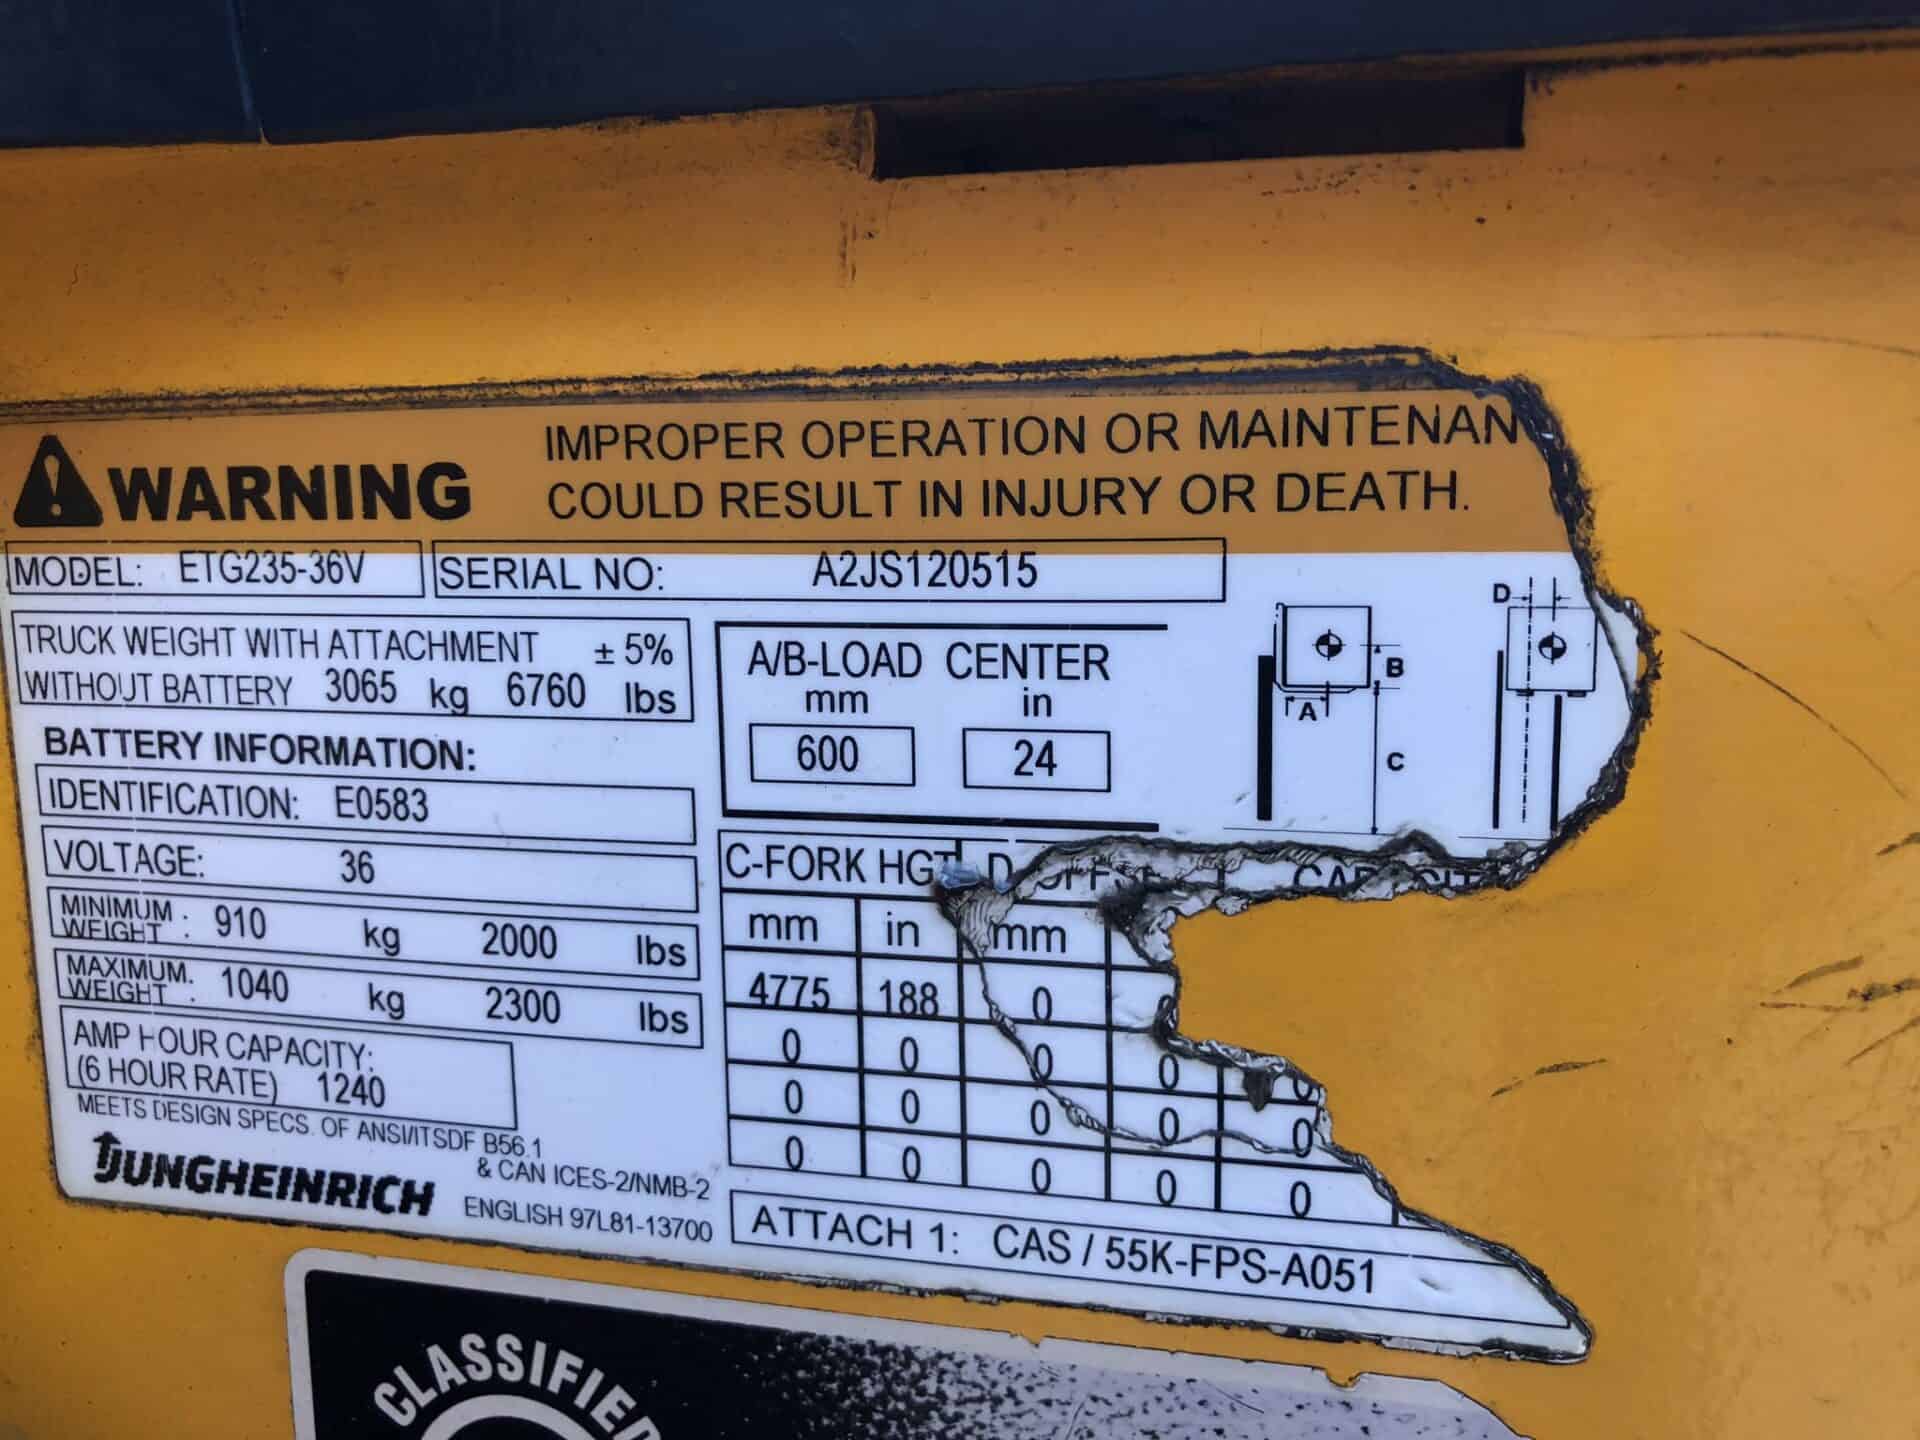 WARNING
IMPROPER OPERATION OR MAINTENAN
COULD RESULT IN INJURY OR DEATH.
MODEL: ETG235-36V
SERIAL NO: A2JS120515
TRUCK WEIGHT WITH ATTACHMENT ± 5%
WITHOUT BATTERY 3065 kg 6760 lbs
BATTERY INFORMATION:
IDENTIFICATION: E0583
VOLTAGE: 36
MINIMUM
WEIGHT : 910 kg 2000 lbs
MAXIMUM
WEIGHT : 1040 kg 2300 lbs
AMP HOUR CAPACITY:
(6 HOUR RATE) 1240
MEETS DESIGN SPECS. OF ANSI/ITSDF B56.1
& CAN ICES-2/NMB-2
JUNGHEINRICH
ENGLISH 97L81-13700
A/B-LOAD CENTER
mm in
600 24
A B C
D
C-FORK HGT D
mm in mm
4775 188 0
0 0 0 0 0
0 0 0 0 0
0 0 0 0 0
ATTACH 1: CAS / 55K-FPS-A051
CLASSIFIED